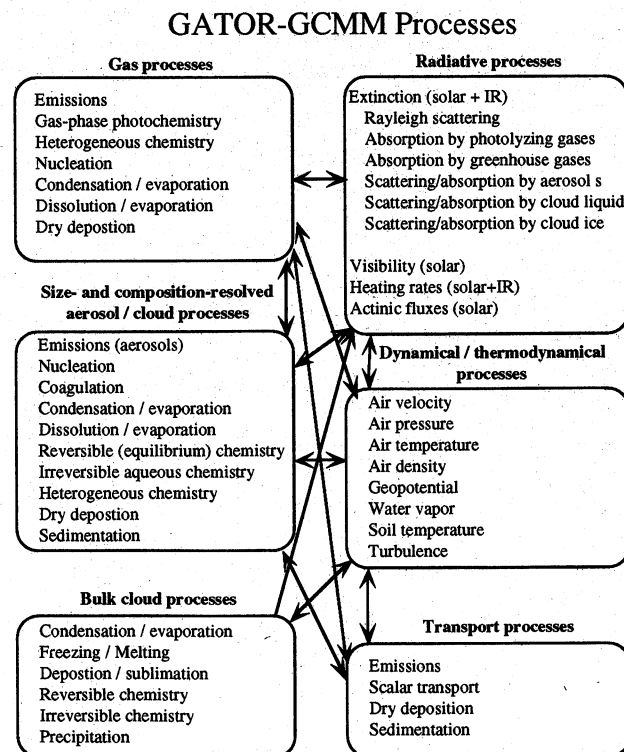 GATOR-GCMM Processes
Gas processes
Emissions
Gas-phase photochemistry
Heterogeneous chemistry
Nucleation
Condensation / evaporation
Dissolution / evaporation
Dry depostion
Size- and composition-resolved
aerosol / cloud processes
Emissions (aerosols)
Nucleation
Coagulation
Condensation / evaporation
Dissolution / evaporation
Reversible (equilibrium) chemistry
Irreversible aqueous chemistry
Heterogeneous chemistry
Dry depostion
Sedimentation
Bulk cloud processes
Condensation / evaporation
Freezing / Melting
Depostion / sublimation
Reversible chemistry
Irreversible chemistry
Precipitation
Radiative processes
Extinction (solar + IR)
Rayleigh scattering
Absorption by photolyzing gases
Absorption by greenhouse gases
Scattering/absorption by aerosol s
Scattering/absorption by cloud liquid
Scattering/absorption by cloud ice
Visibility (solar)
Heating rates (solar+IR)
Actinic fluxes (solar)
Dynamical / thermodynamical
processes
Air velocity
Air pressure
Air temperature
Air density
Geopotential
Water vapor
Soil temperature
Turbulence
Transport processes
Emissions
Scalar transport
Dry deposition
Sedimentation